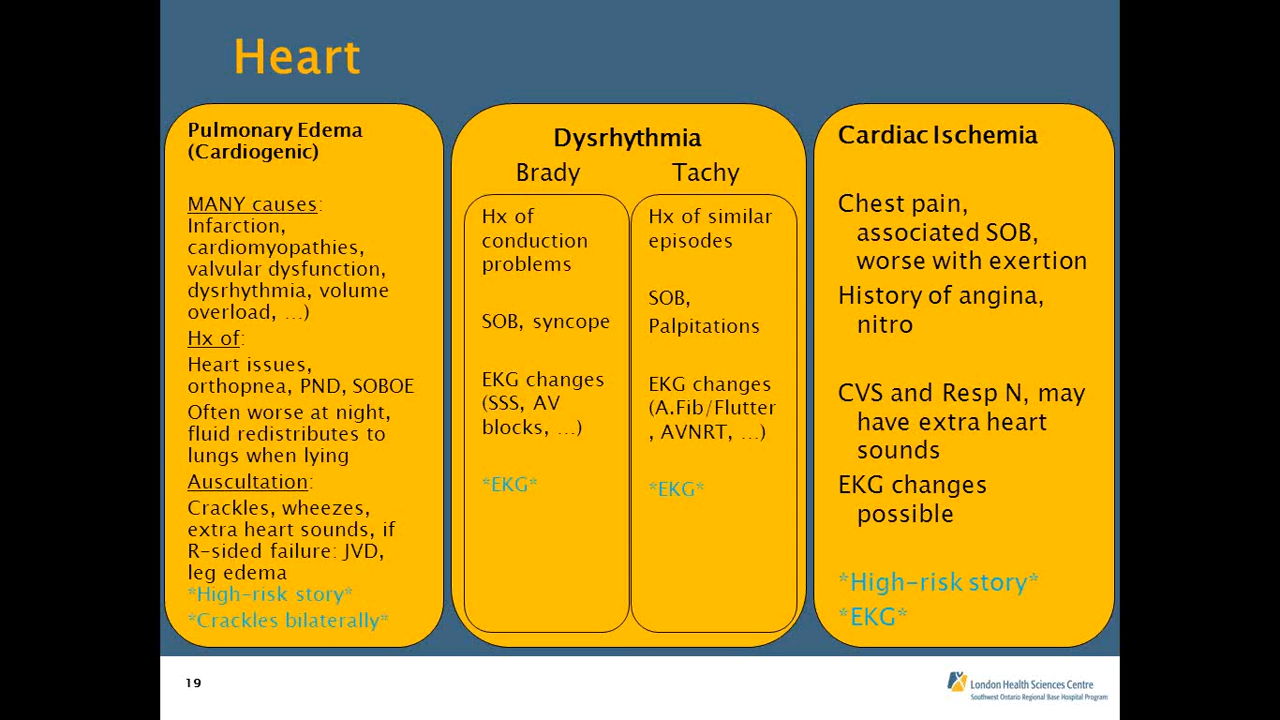 Heart
Pulmonary Edema
(Cardiogenic)
MANY causes:
Infarction,
cardiomyopathies,
valvular dysfunction,
dysrhythmia, volume
overload, …)
Hx of:
Heart issues,
orthopnea, PND, SOBOE
Often worse at night,
fluid redistributes to
lungs when lying
Auscultation:
Crackles, wheezes,
extra heart sounds, if
R-sided failure: JVD,
leg edema
*High-risk story*
*Crackles bilaterally*
Dysrhythmia
Brady
Hx of
conduction
problems
SOB, syncope
EKG changes
(SSS, AV
blocks, …)
*EKG*
Tachy
Hx of similar
episodes
SOB,
Palpitations
EKG changes
(A.Fib/Flutter
, AVNRT, …)
*EKG*
Cardiac Ischemia
Chest pain,
associated SOB,
worse with exertion
History of angina,
nitro
CVS and Resp N, may
have extra heart
sounds
EKG changes
possible
*High-risk story*
*EKG*
19
London Health Sciences Centre
Southwest Ontario Regional Base Hospital Program